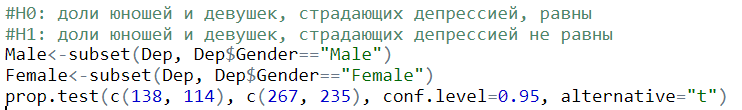 #H0: доли юношей и девушек, страдающих депрессией, равны
#H1: доли юношей и девушек, страдающих депрессией не равны
Male<-subset(Dep, Dep$Gender=="Male")
Female<-subset(Dep, Dep$Gender=="Female")
prop.test(c(138, 114), c(267, 235), conf.level=0.95, alternative="t")